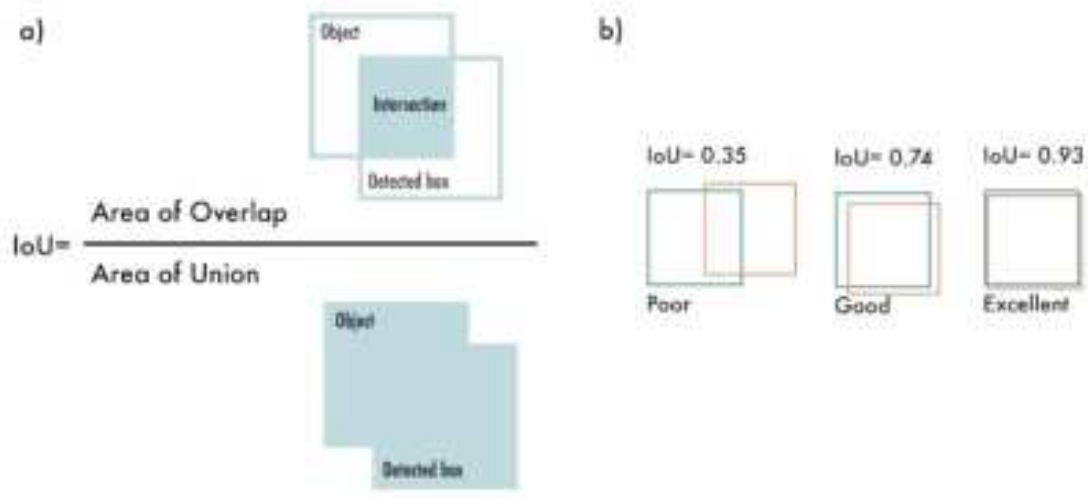 a)
Object
Intersection
Detected box
IoU=
Area of Overlap
Area of Union
Object
Detected box
b)
IoU= 0.35
IoU= 0.74
IoU= 0.93
Poor
Good
Excellent